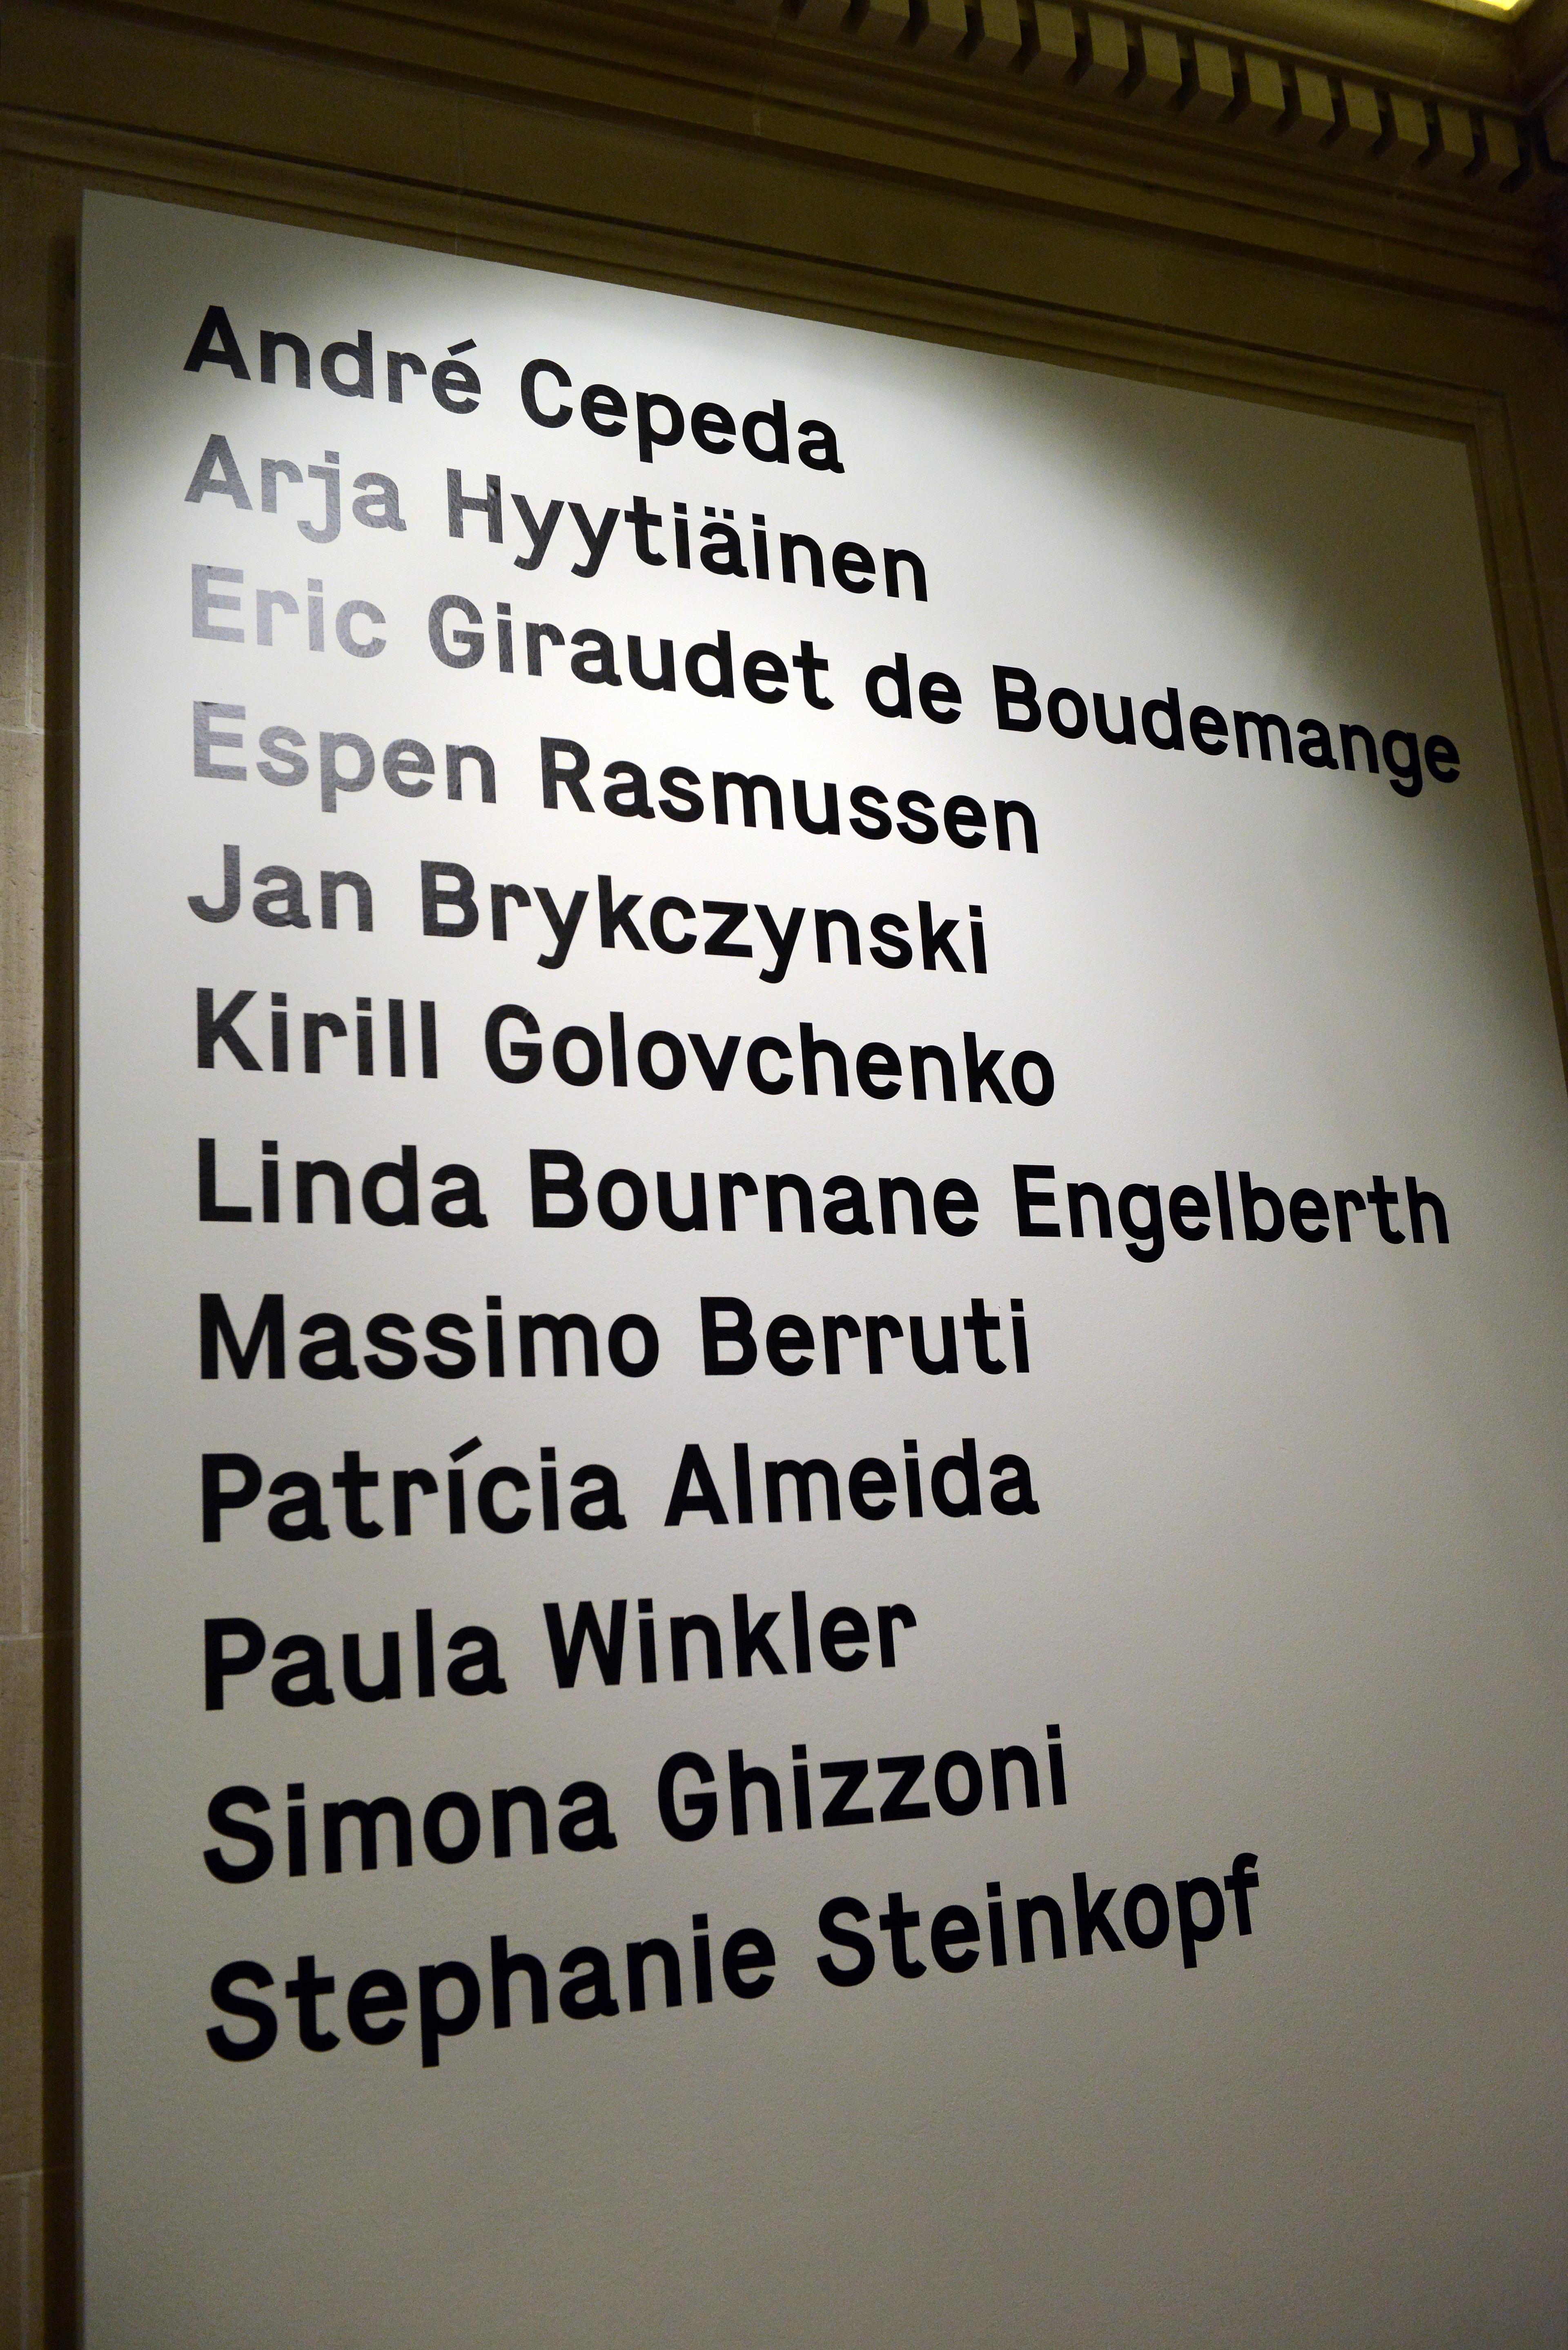 André Cepeda
Arja Hyytiäinen
Eric Giraudet de Boudemange
Espen Rasmussen
Jan Brykczynski
Kirill Golovchenko
Linda Bournane Engelberth
Massimo Berruti
Patrícia Almeida
Paula Winkler
Simona Ghizzoni
Stephanie Steinkopf